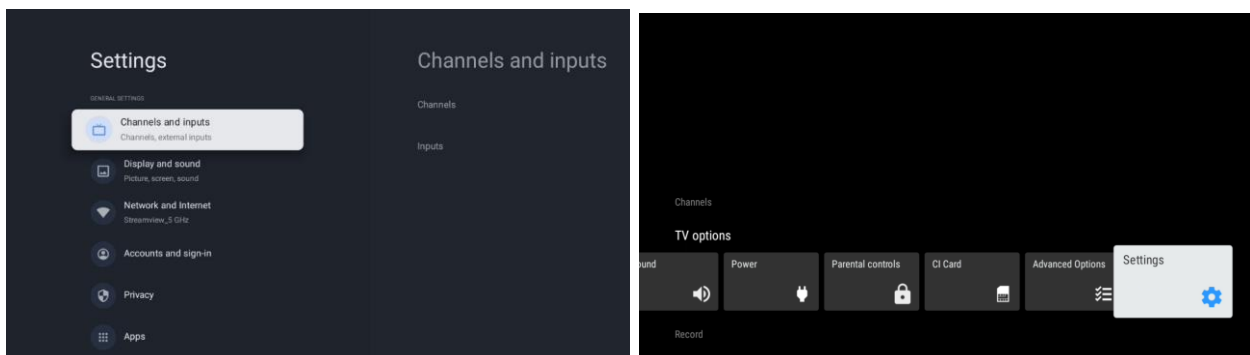 Settings
GENERAL SETTINGS
Channels and inputs
Channels, external inputs
Display and sound
Picture, screen, sound
Network and Internet
Streamview_5 GHz
Accounts and sign-in
Privacy
Apps
Channels and inputs
Channels
Inputs
Channels
TV options
ound
Power
Parental controls
CI Card
Advanced Options
Settings
Record